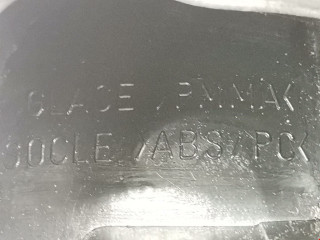 GLACE /PMMA<
SOCLE /ABS/PC<